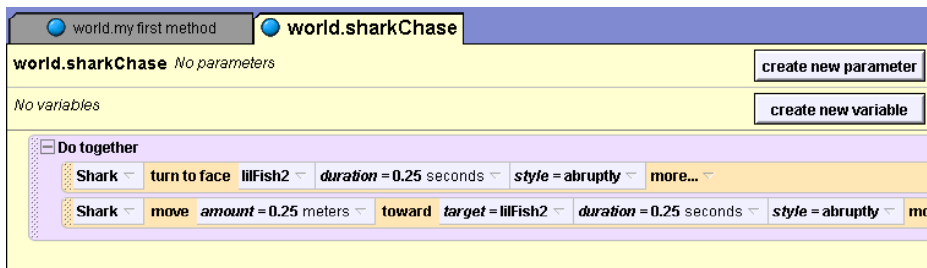 world.my first method world.sharkChase
world.sharkChase No parameters create new parameter
No variables create new variable
Do together
Shark turn to face lilFish2 duration = 0.25 seconds style = abruptly more...
Shark move amount = 0.25 meters toward target = lilFish2 duration = 0.25 seconds style = abruptly